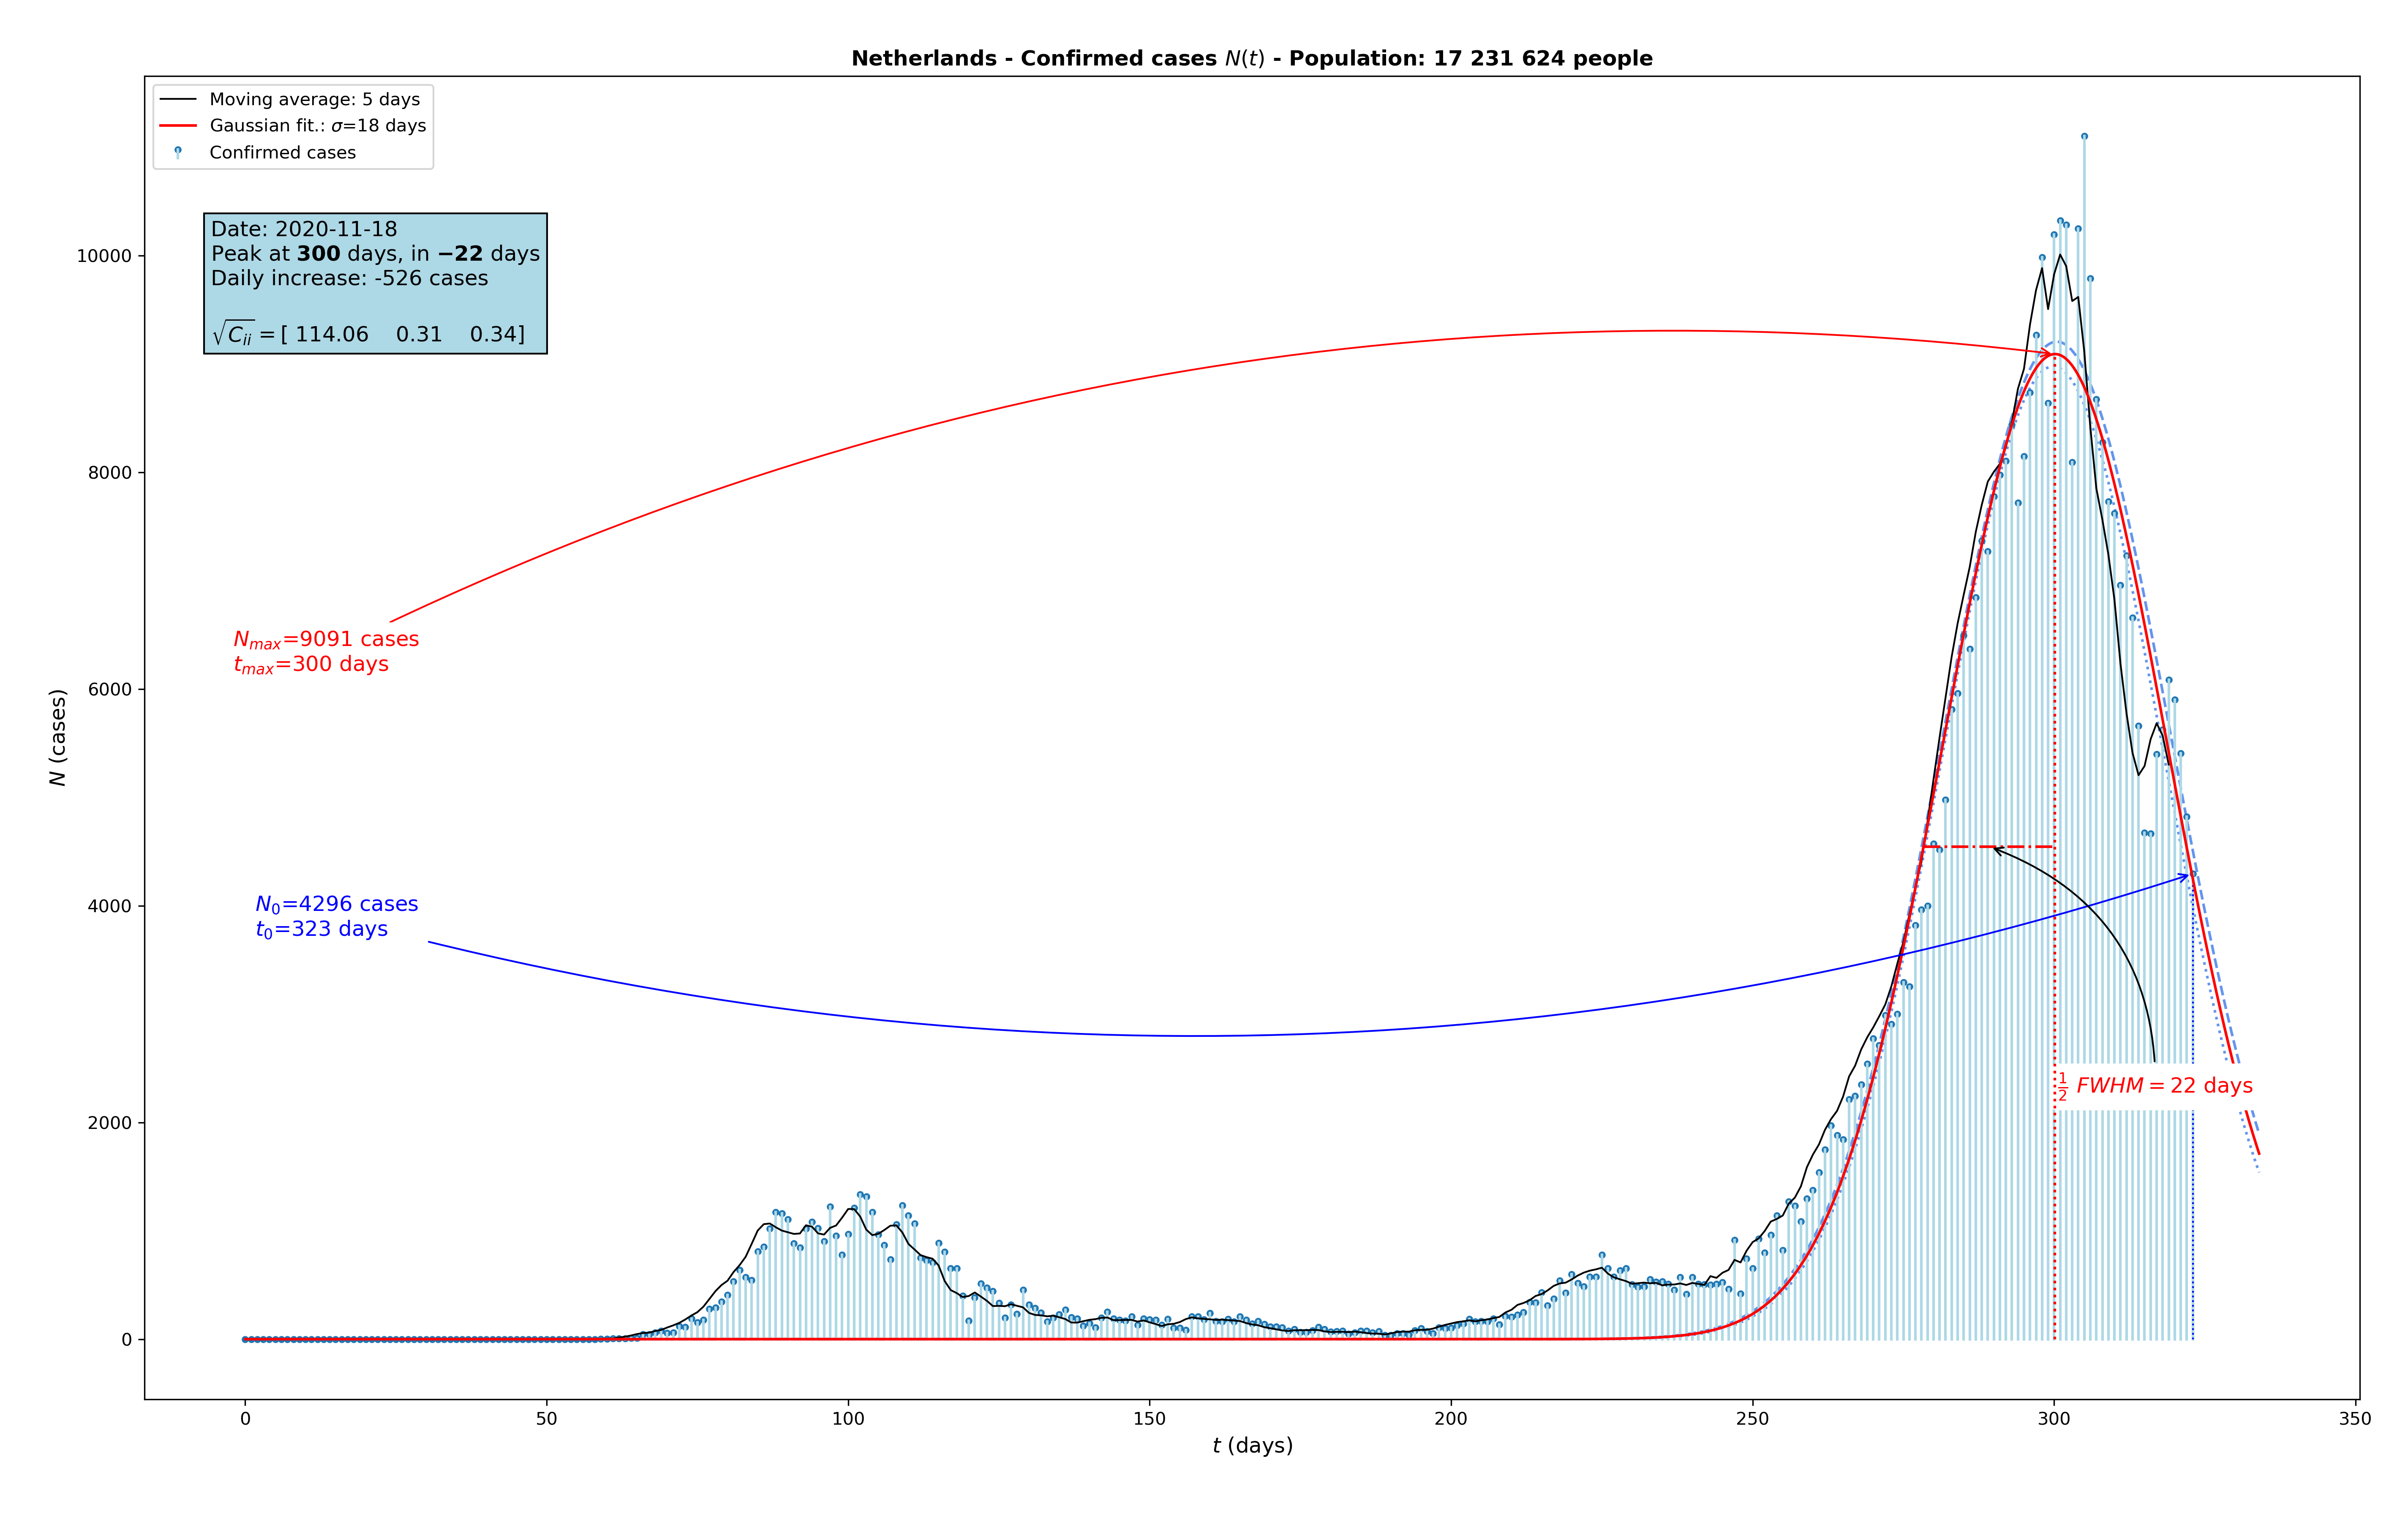 Netherlands - Confirmed cases N(t) - Population: 17 231 624 people
Moving average: 5 days
Gaussian fit.: σ=18 days
Confirmed cases
Date: 2020-11-18
Peak at 300 days, in −22 days
Daily increase: -526 cases
√C_ii = [ 114.06 0.31 0.34]
N_max=9091 cases
t_max=300 days
N_0=4296 cases
t_0=323 days
½ FWHM = 22 days
N (cases)
10000
8000
6000
4000
2000
0
0 50 100 150 200 250 300 350
t (days)